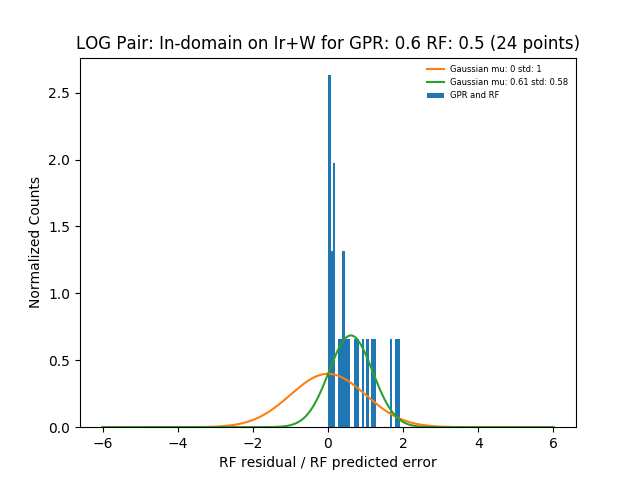 LOG Pair: In-domain on Ir+W for GPR: 0.6 RF: 0.5 (24 points)
Gaussian mu: 0 std: 1
Gaussian mu: 0.61 std: 0.58
GPR and RF
Normalized Counts
2.5
2.0
1.5
1.0
0.5
0.0
−6
−4
−2
0
2
4
6
RF residual / RF predicted error